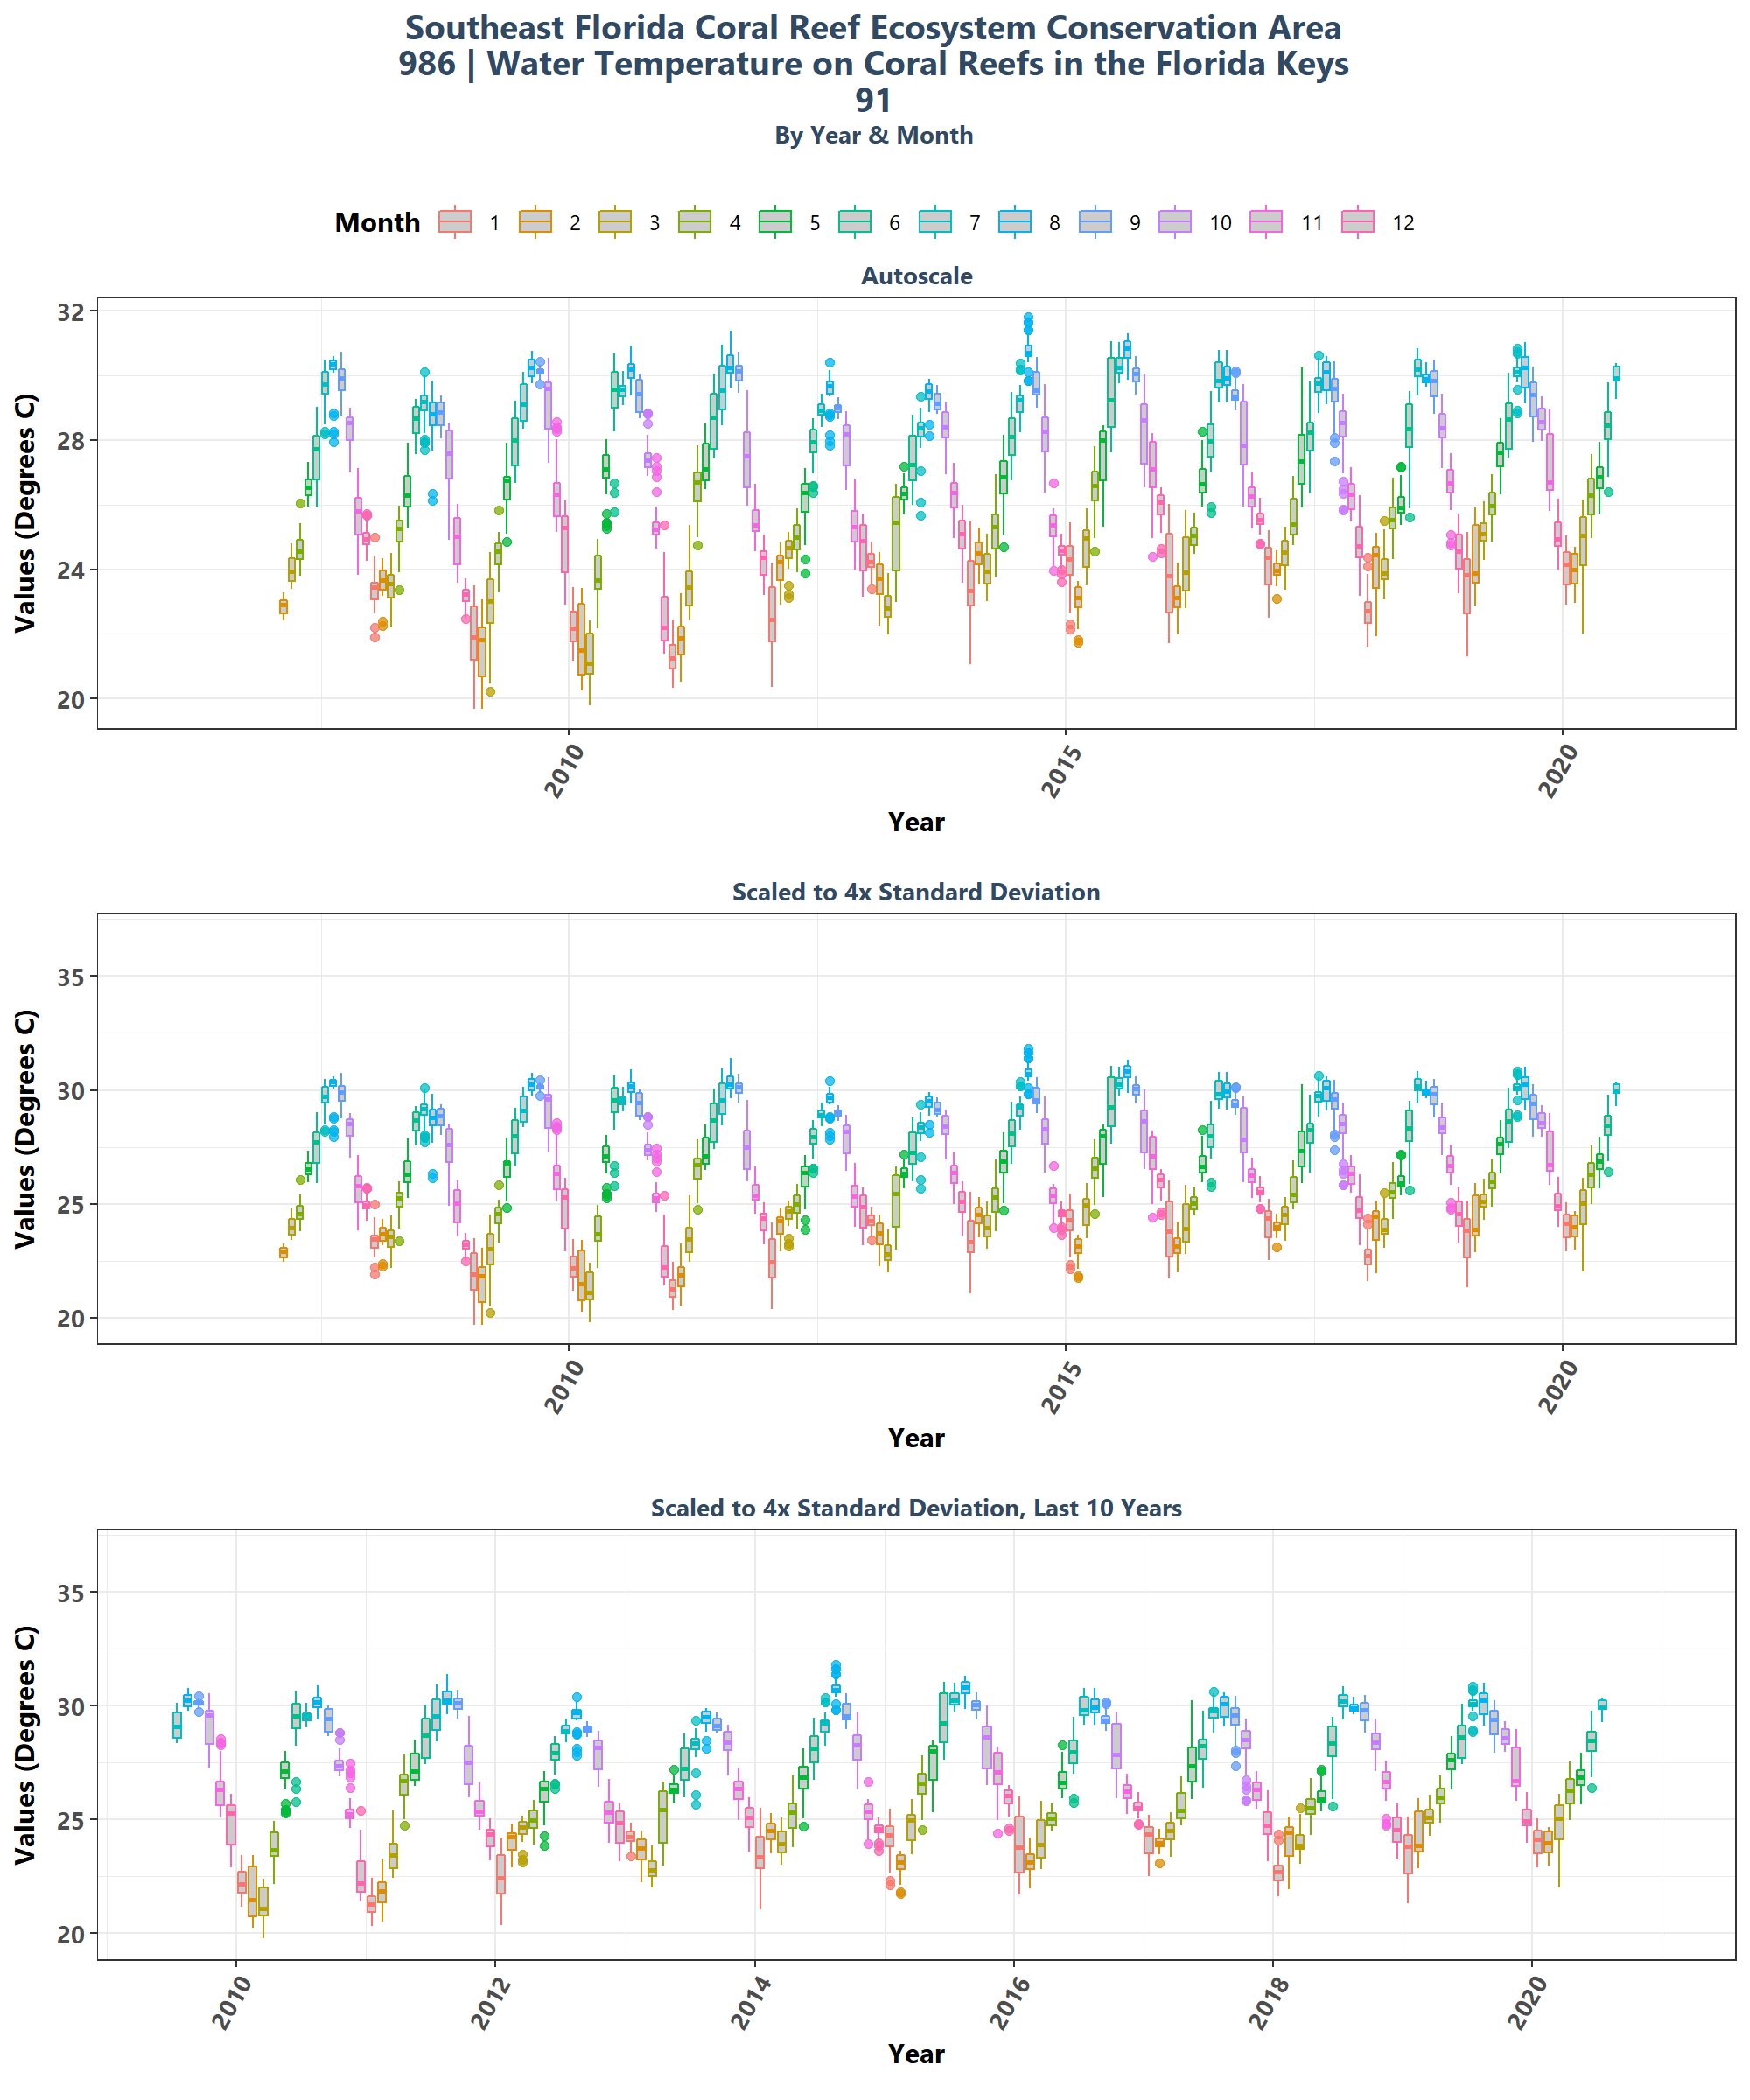 Southeast Florida Coral Reef Ecosystem Conservation Area
986 | Water Temperature on Coral Reefs in the Florida Keys
91
By Year & Month
Month 1 2 3 4 5 6 7 8 9 10 11 12
Autoscale
Values (Degrees C)
32
28
24
20
2010 2015 2020
Year
Scaled to 4x Standard Deviation
Values (Degrees C)
35
30
25
20
2010 2015 2020
Year
Scaled to 4x Standard Deviation, Last 10 Years
Values (Degrees C)
35
30
25
20
2010 2012 2014 2016 2018 2020
Year